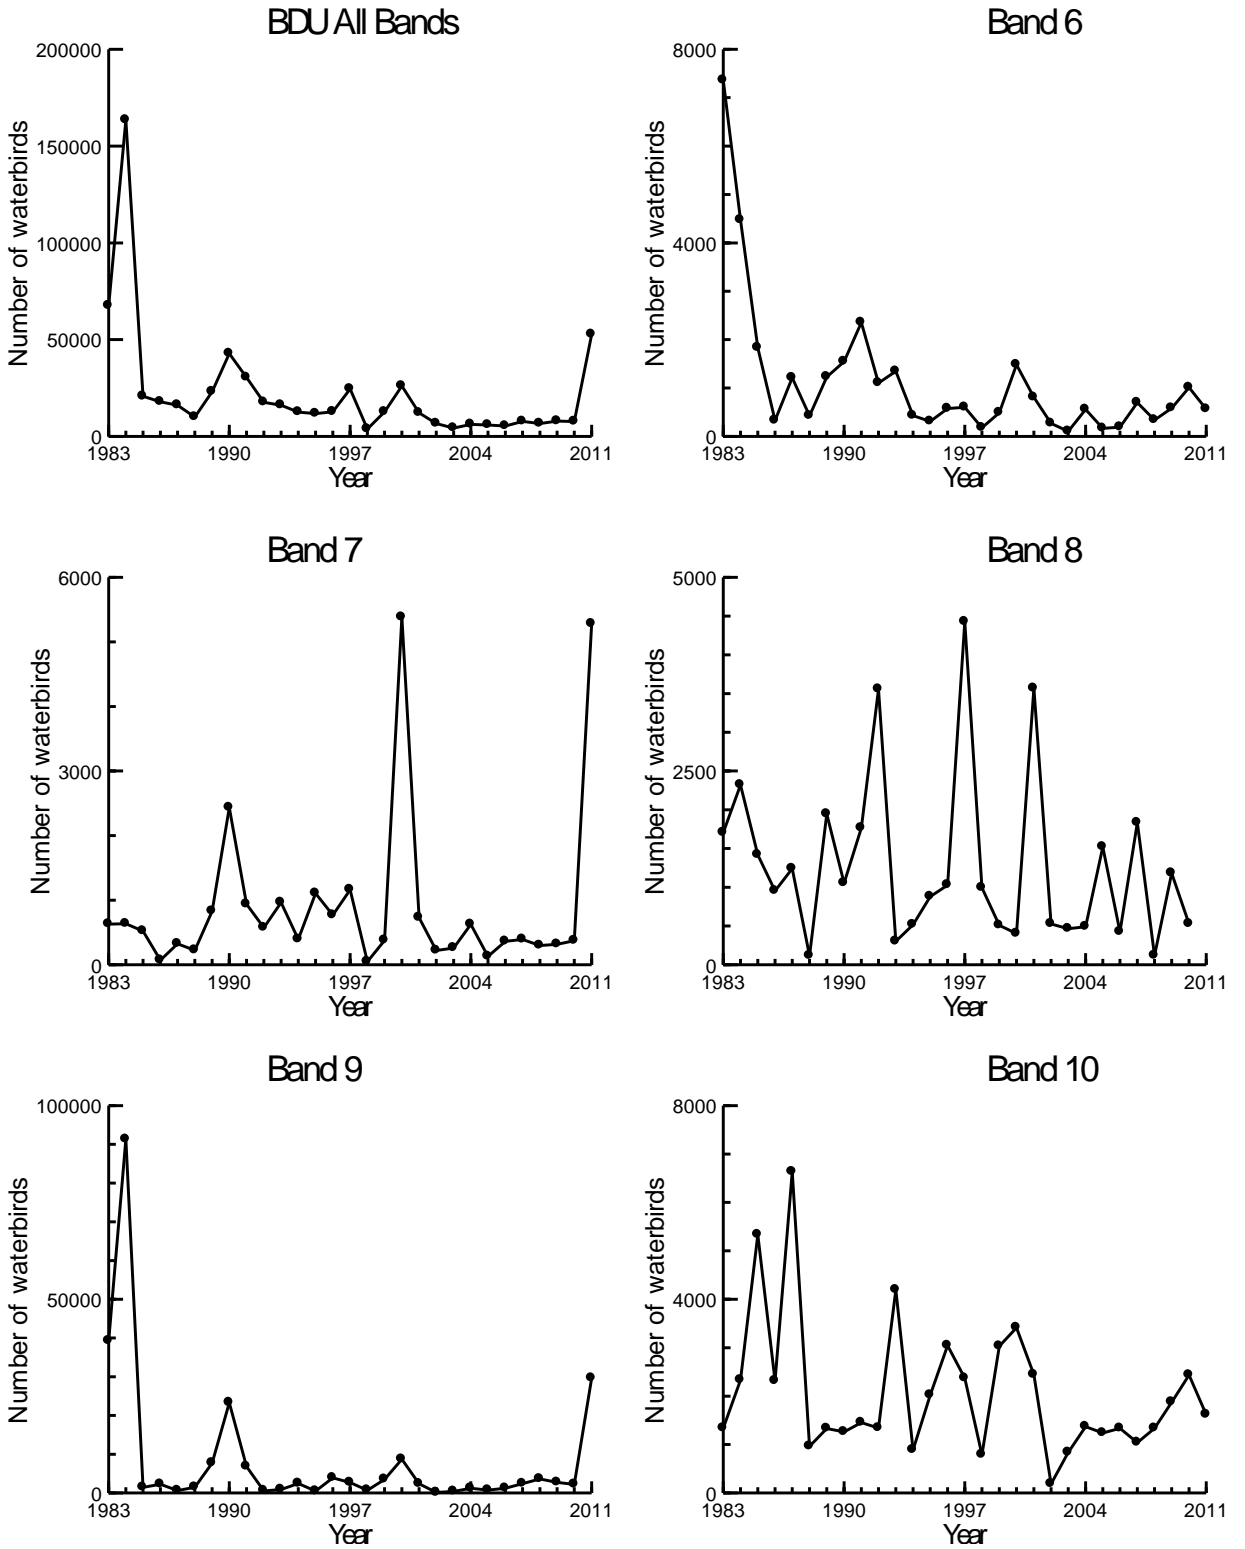 BDU All Bands
Number of waterbirds
200000
150000
100000
50000
0
1983 1990 1997 2004 2011
Year
Band 6
Number of waterbirds
8000
4000
0
1983 1990 1997 2004 2011
Year
Band 7
Number of waterbirds
6000
3000
0
1983 1990 1997 2004 2011
Year
Band 8
Number of waterbirds
5000
2500
0
1983 1990 1997 2004 2011
Year
Band 9
Number of waterbirds
100000
50000
0
1983 1990 1997 2004 2011
Year
Band 10
Number of waterbirds
8000
4000
0
1983 1990 1997 2004 2011
Year